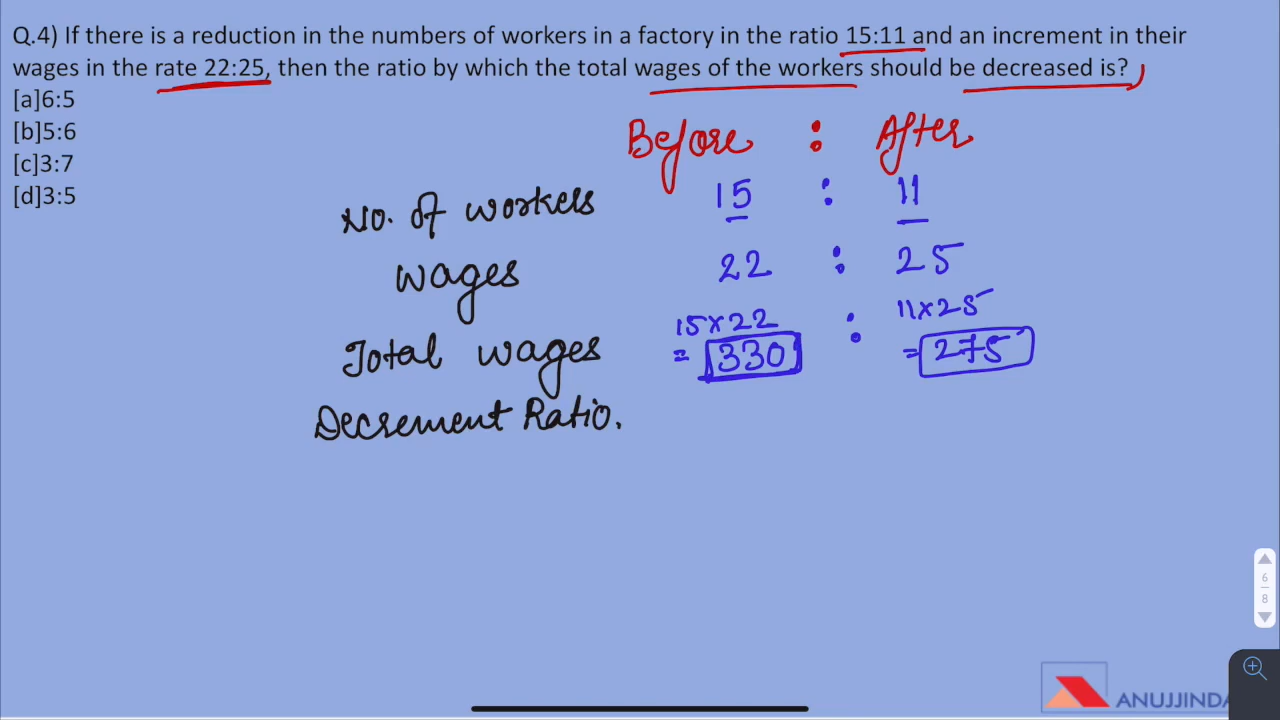 Q.4) If there is a reduction in the numbers of workers in a factory in the ratio 15:11 and an increment in their
wages in the rate 22:25, then the ratio by which the total wages of the workers should be decreased is?
[a]6:5
[b]5:6
[c]3:7
[d]3:5
Before : After
No. of workers 15 : 11
Wages 22 : 25
15×22 : 11×25
Total wages = 330 = 275
Decrement Ratio.
6
8
ANUJJINDA